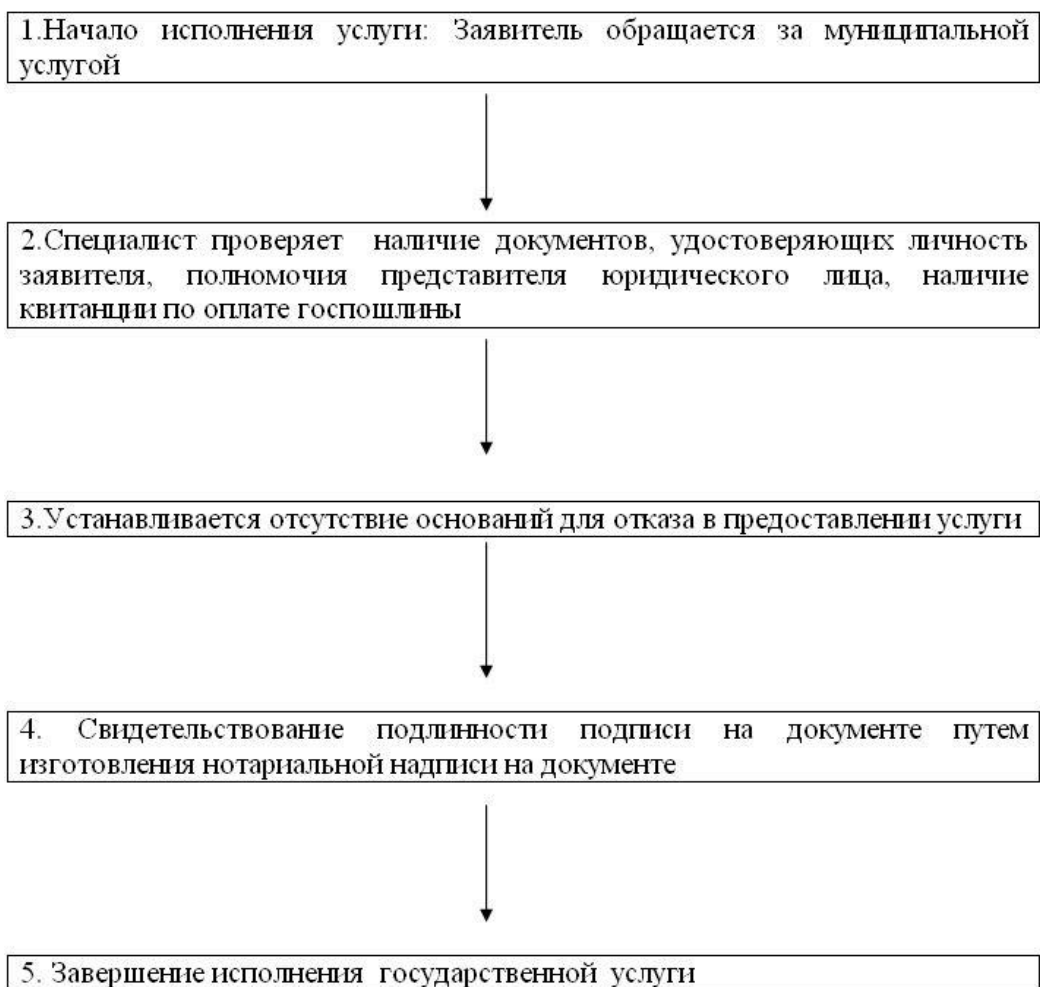 1.Начало исполнения услуги: Заявитель обращается за муниципальной
услугой
2.Специалист проверяет наличие документов, удостоверяющих личность
заявителя, полномочия представителя юридического лица, наличие
квитанции по оплате госпошлины
3.Устанавливается отсутствие оснований для отказа в предоставлении услуги
4. Свидетельствование подлинности подписи на документе путем
изготовления нотариальной надписи на документе
5. Завершение исполнения государственной услуги